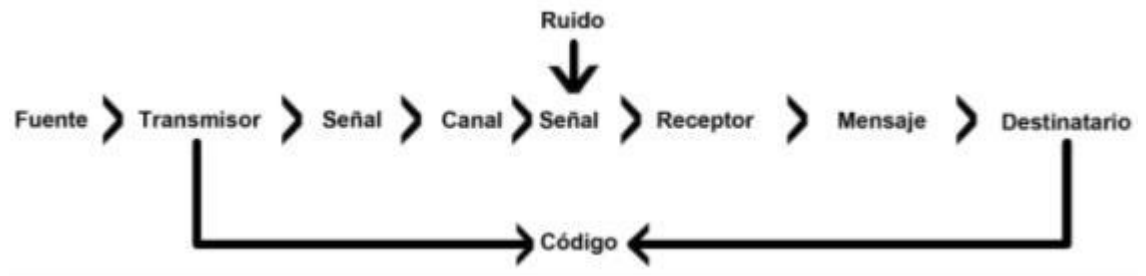 Ruido
Fuente Transmisor Señal Canal Señal Receptor Mensaje Destinatario
Código